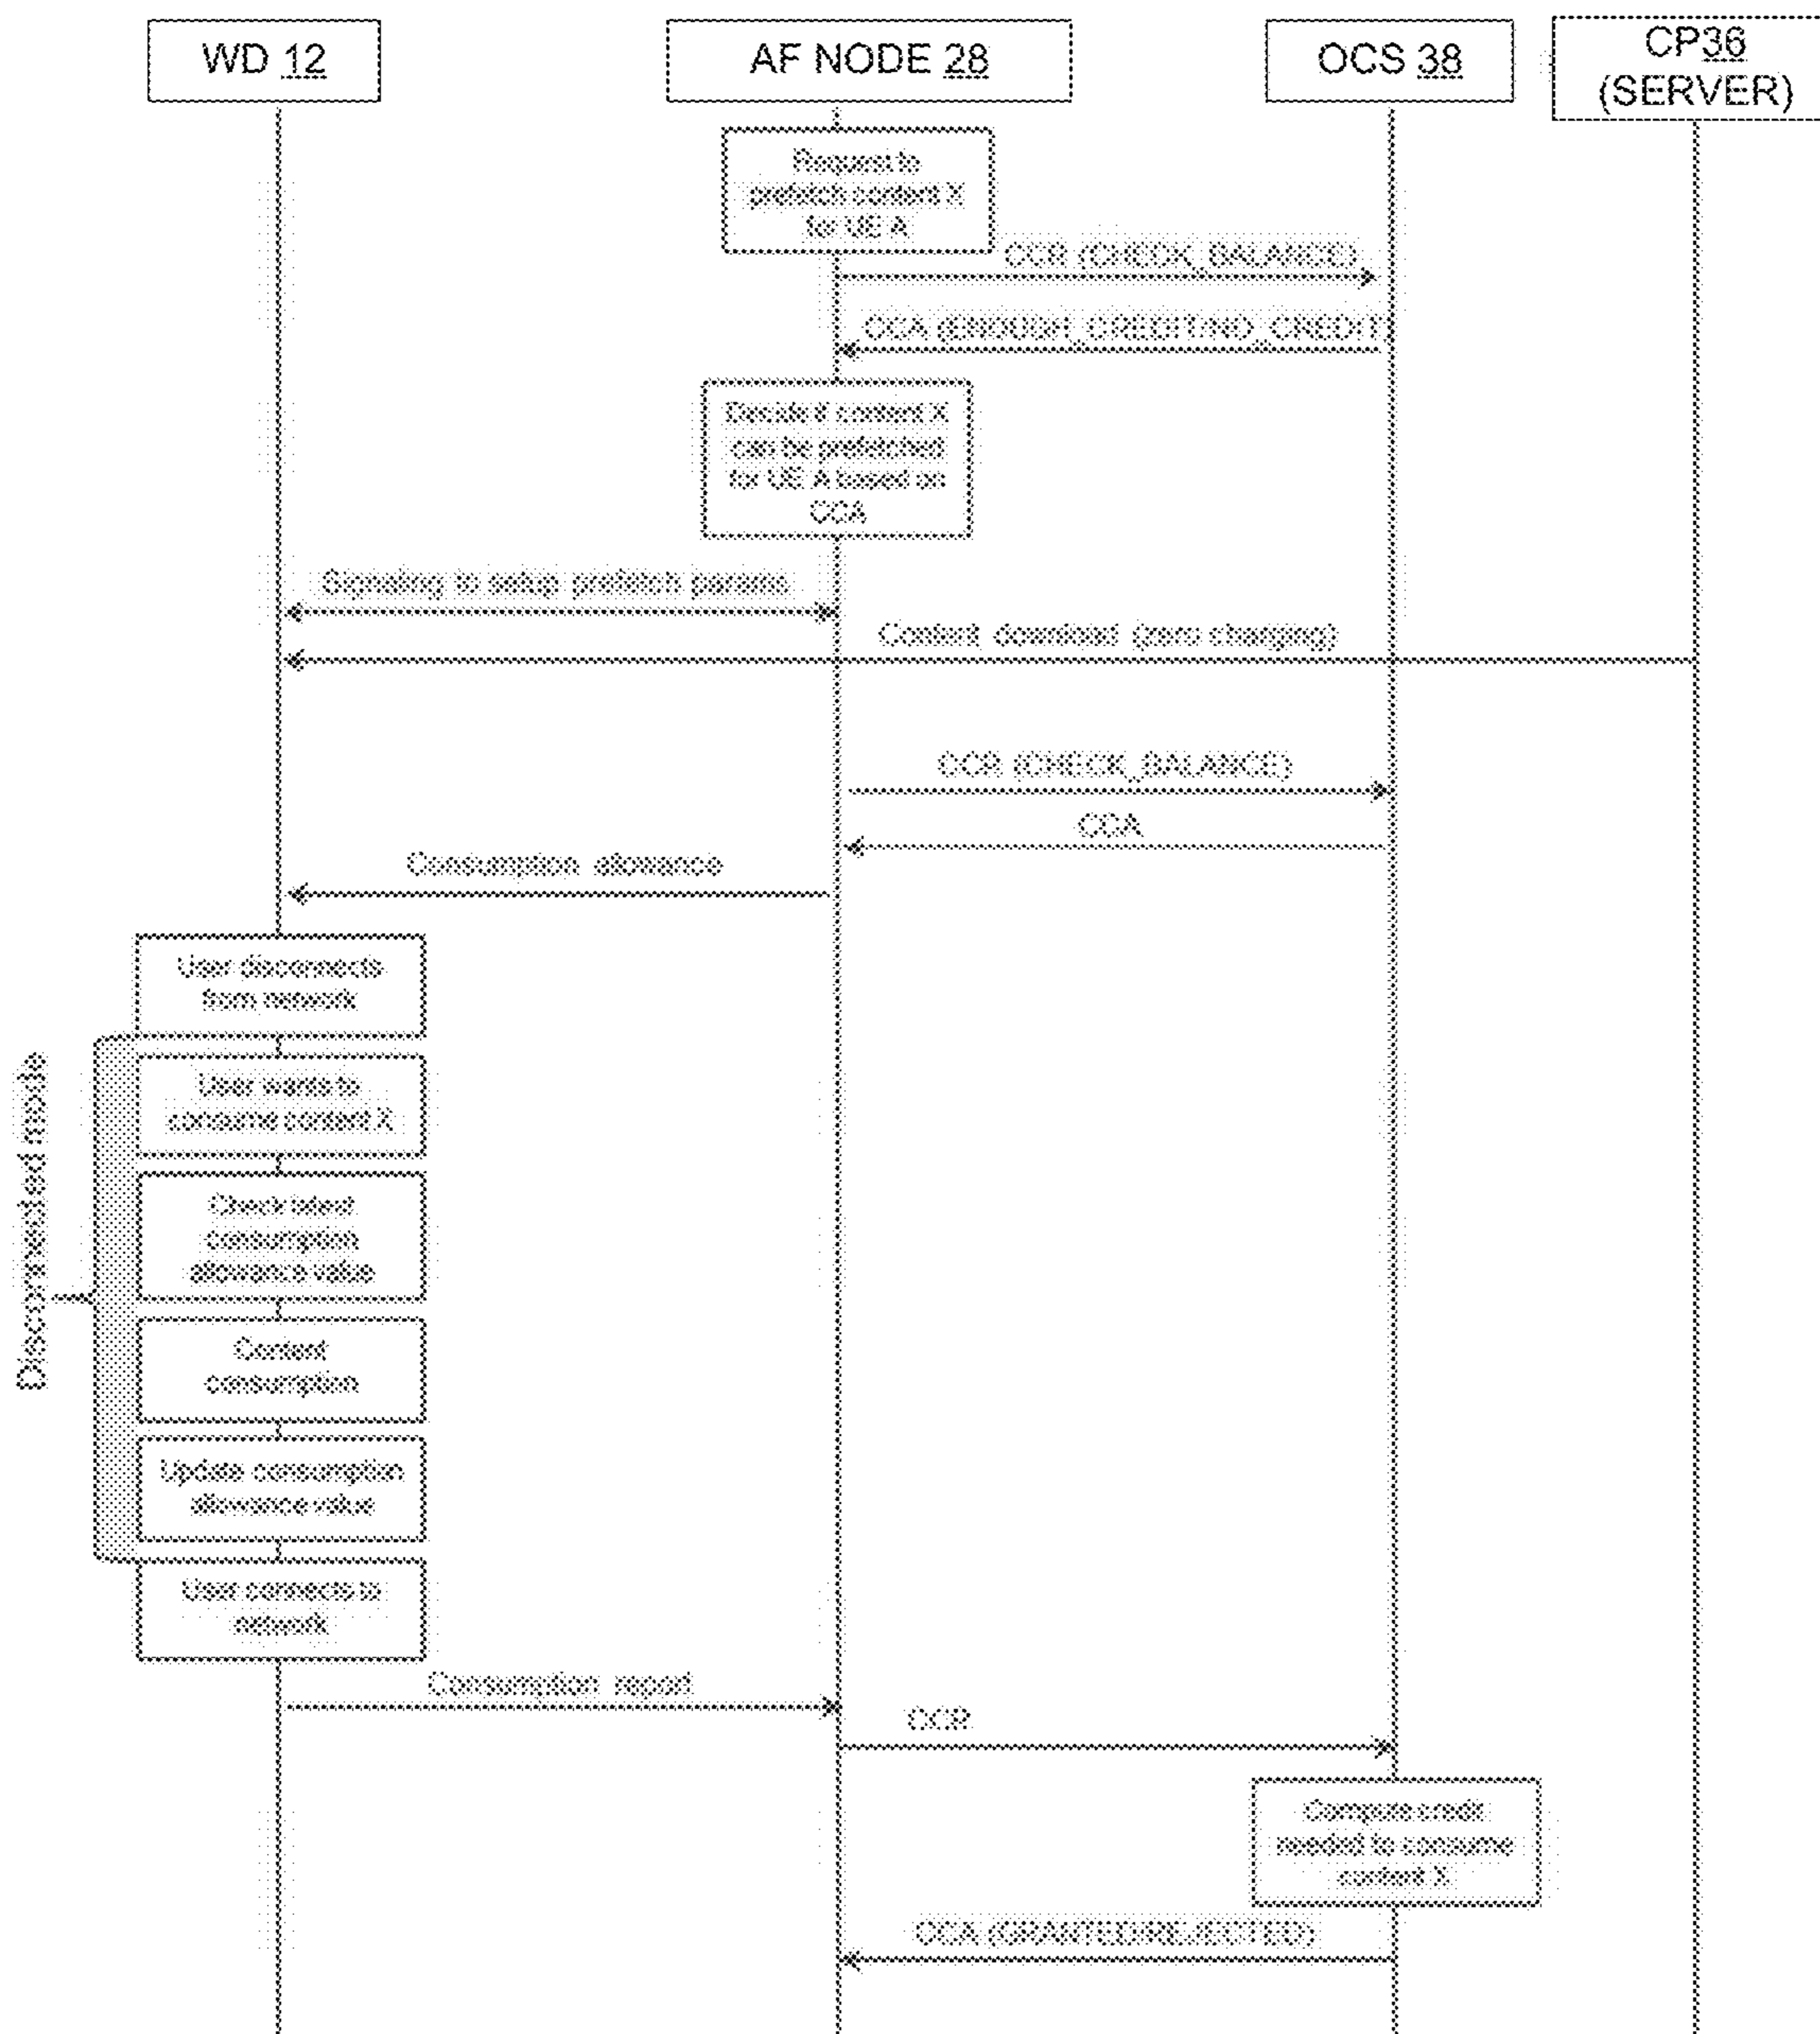 WD 12
AF NODE 28
OCS 38
CP36
(SERVER)
Request to
prefetch content X
for UE A
CCR (CHECK_BALANCE)
CCA (ENOUGH_CREDIT/NO_CREDIT)
Decide if content X
can be prefetched
for UE A based on
CCA
Signaling to setup prefetch params
Content download (zero charging)
CCR (CHECK_BALANCE)
CCA
Consumption allowance
User disconnects
from network
Disconnected mode
User wants to
consume content X
Check latest
consumption
allowance value
Content
consumption
Update consumption
allowance value
User connects to
network
Consumption report
CCR
Compute credit
needed to consume
content X
CCA (GRANTED/REJECTED)